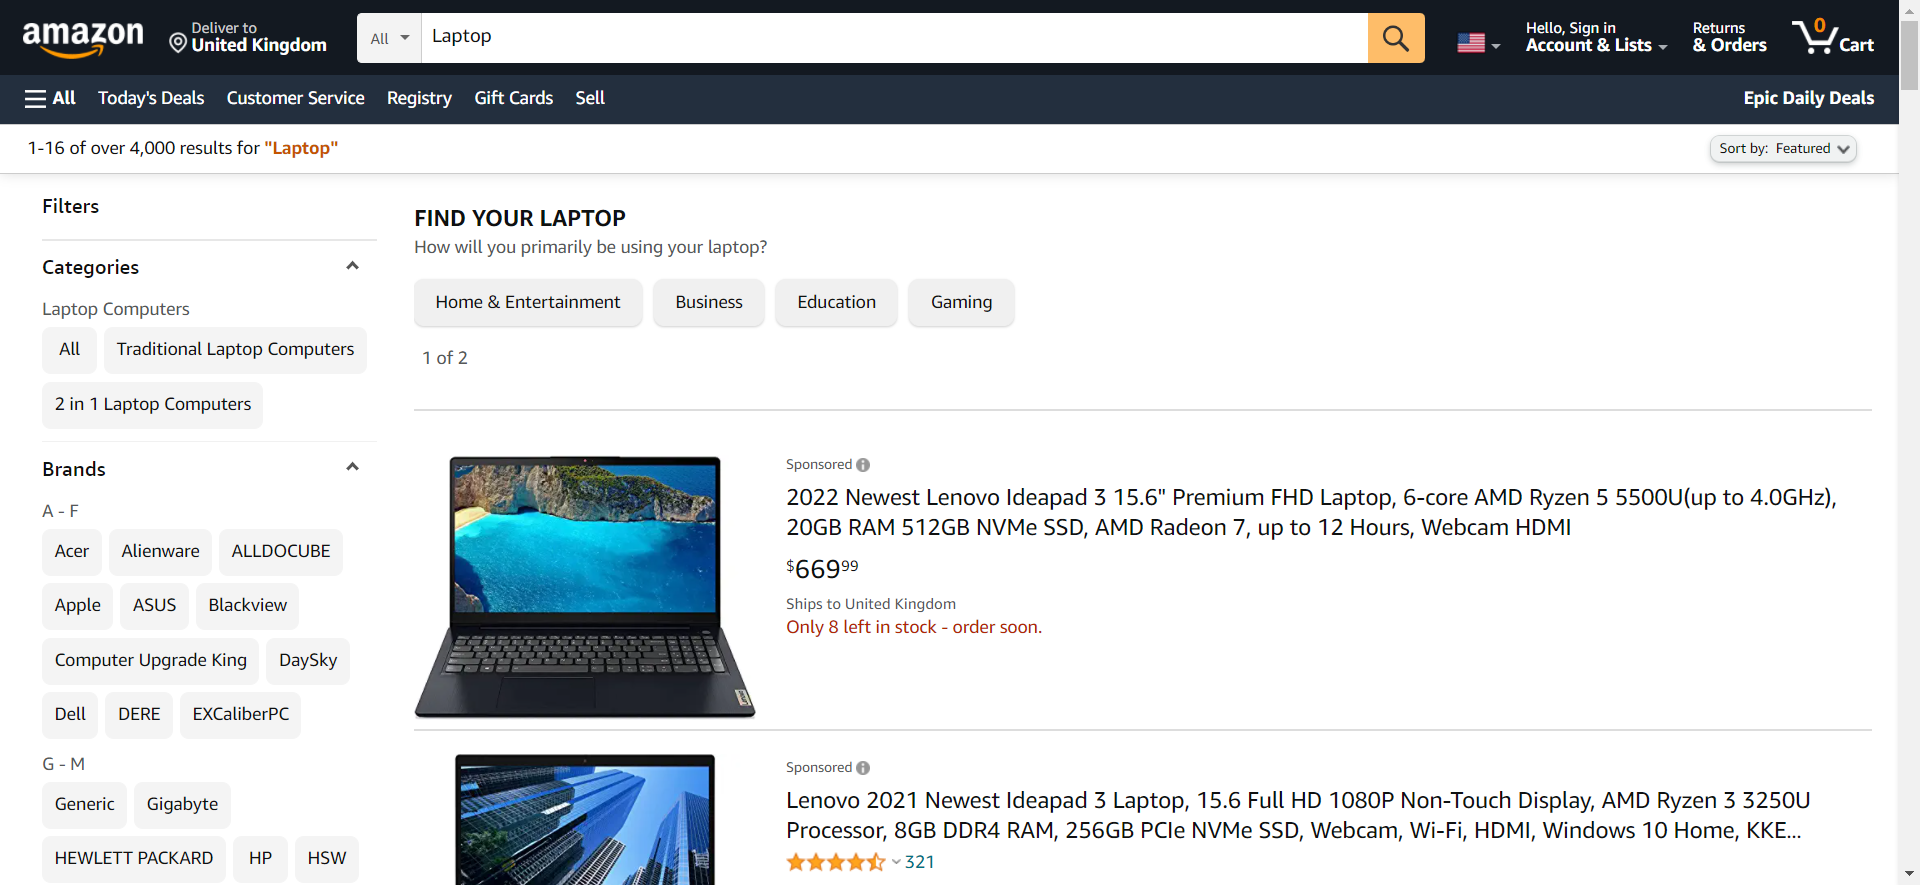 amazon
Deliver to
United Kingdom
All
Laptop
Hello, Sign in
Account & Lists
Returns
& Orders
0
Cart
All
Today's Deals
Customer Service
Registry
Gift Cards
Sell
Epic Daily Deals
1-16 of over 4,000 results for "Laptop"
Sort by: Featured
Filters
Categories
Laptop Computers
All
Traditional Laptop Computers
2 in 1 Laptop Computers
Brands
A - F
Acer
Alienware
ALLDOCUBE
Apple
ASUS
Blackview
Computer Upgrade King
DaySky
Dell
DERE
EXCaliberPC
G - M
Generic
Gigabyte
HEWLETT PACKARD
HP
HSW
FIND YOUR LAPTOP
How will you primarily be using your laptop?
Home & Entertainment
Business
Education
Gaming
1 of 2
Sponsored
2022 Newest Lenovo Ideapad 3 15.6" Premium FHD Laptop, 6-core AMD Ryzen 5 5500U(up to 4.0GHz),
20GB RAM 512GB NVMe SSD, AMD Radeon 7, up to 12 Hours, Webcam HDMI
$66999
Ships to United Kingdom
Only 8 left in stock - order soon.
Sponsored
Lenovo 2021 Newest Ideapad 3 Laptop, 15.6 Full HD 1080P Non-Touch Display, AMD Ryzen 3 3250U
Processor, 8GB DDR4 RAM, 256GB PCIe NVMe SSD, Webcam, Wi-Fi, HDMI, Windows 10 Home, KKE...
321